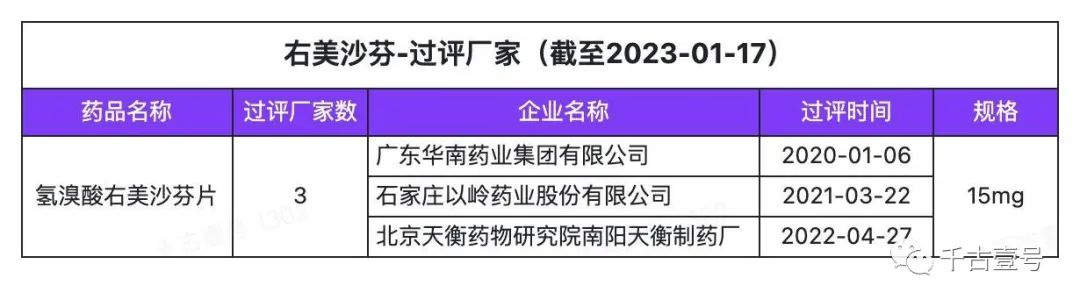 右美沙芬-过评厂家（截至2023-01-17）
药品名称 过评厂家数 企业名称 过评时间 规格
广东华南药业集团有限公司 2020-01-06
氢溴酸右美沙芬片 3 石家庄以岭药业股份有限公司 2021-03-22 15mg
北京天衡药物研究院南阳天衡制药厂 2022-04-27
千古壹号